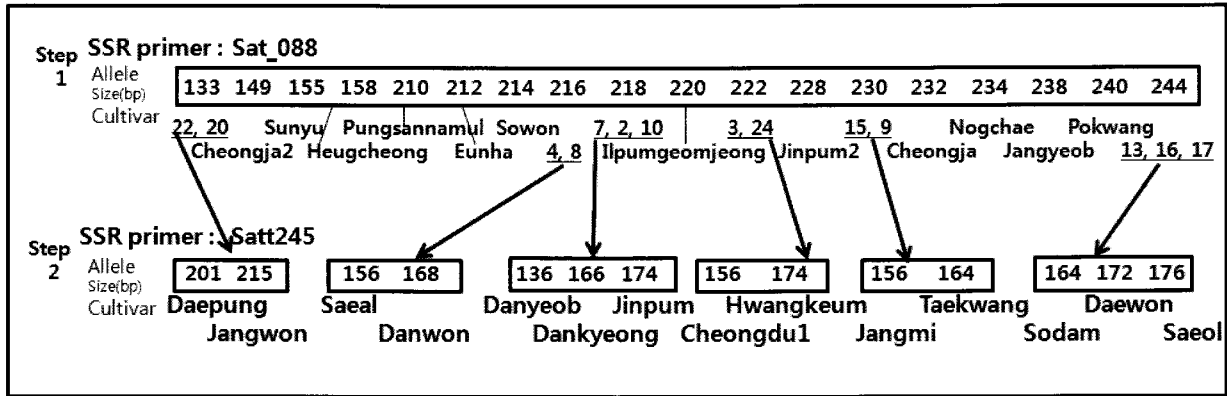 Step 1 SSR primer : Sat_088
Allele Size(bp) 133 149 155 158 210 212 214 216 218 220 222 228 230 232 234 238 240 244
Cultivar
22, 20 Sunyu Pungsannamul Sowon 7, 2, 10 3, 24 15, 9 Nogchae Pokwang
Cheongja2 Heugcheong Eunha 4, 8 Ilpumgeomjeong Jinpum2 Cheongja Jangyeob 13, 16, 17
Step 2 SSR primer : Satt245
Allele Size(bp) 201 215 156 168 136 166 174 156 174 156 164 164 172 176
Cultivar Daepung Saeal Danyeob Jinpum Hwangkeum Taekwang Daewon
Jangwon Danwon Dankyeong Cheongdu1 Jangmi Sodam Saeol